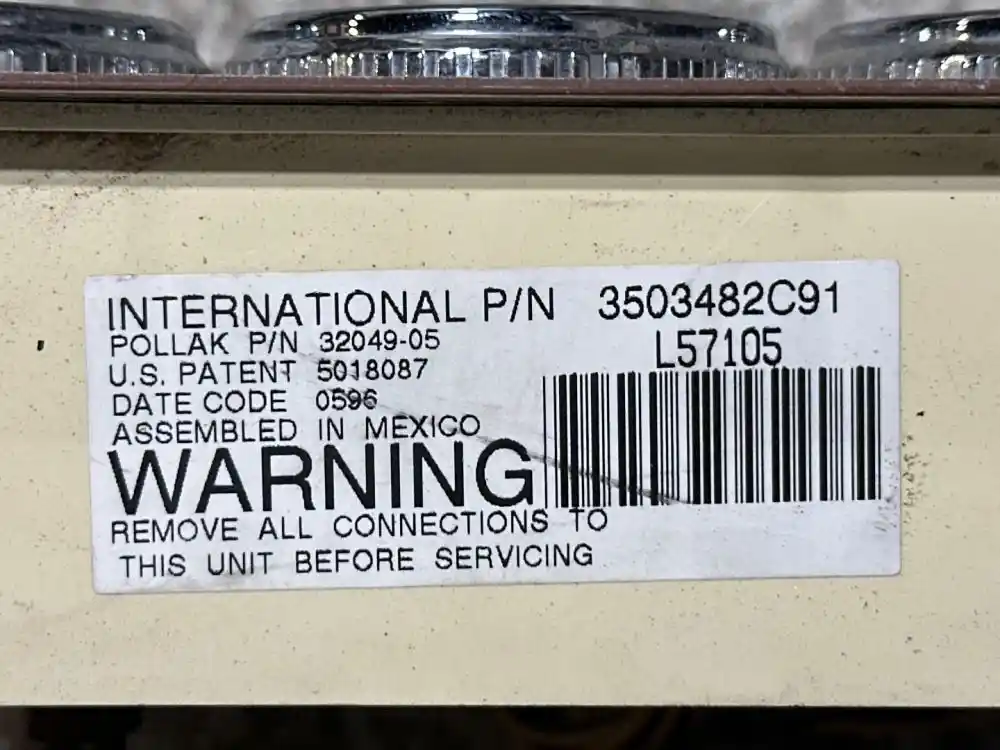 INTERNATIONAL P/N 3503482C91
POLLAK P/N 32049-05
L57105
U.S. PATENT 5018087
DATE CODE 0596
ASSEMBLED IN MEXICO
WARNING
REMOVE ALL CONNECTIONS TO
THIS UNIT BEFORE SERVICING